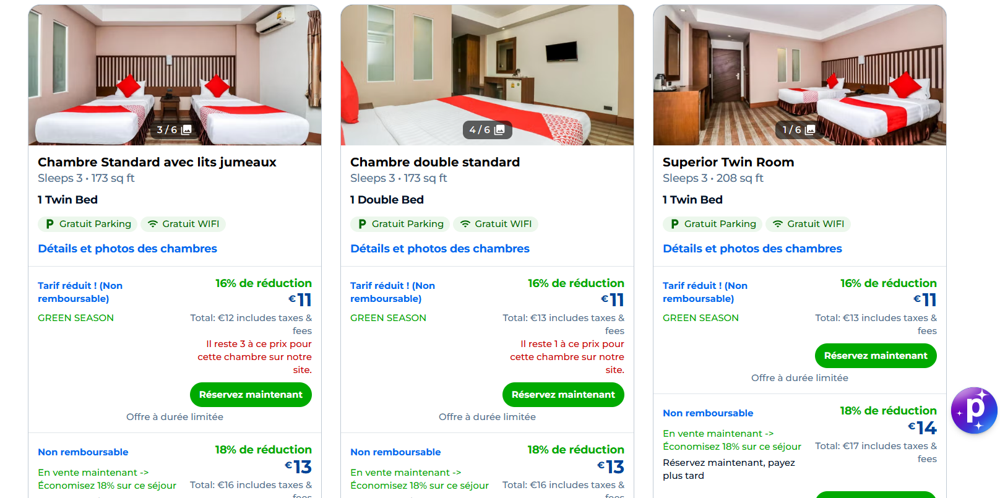 3 / 6
Chambre Standard avec lits jumeaux
Sleeps 3 • 173 sq ft
1 Twin Bed
P Gratuit Parking
Gratuit WIFI
Détails et photos des chambres
Tarif réduit ! (Non
remboursable)
GREEN SEASON
16% de réduction
€11
Total: €12 includes taxes &
fees
Il reste 3 à ce prix pour
cette chambre sur notre
site.
Réservez maintenant
Offre à durée limitée
Non remboursable
En vente maintenant ->
Économisez 18% sur ce séjour
18% de réduction
€13
Total: €16 includes taxes &
fees
4 / 6
Chambre double standard
Sleeps 3 • 173 sq ft
1 Double Bed
P Gratuit Parking
Gratuit WIFI
Détails et photos des chambres
Tarif réduit ! (Non
remboursable)
GREEN SEASON
16% de réduction
€11
Total: €13 includes taxes &
fees
Il reste 1 à ce prix pour
cette chambre sur notre
site.
Réservez maintenant
Offre à durée limitée
Non remboursable
En vente maintenant ->
Économisez 18% sur ce séjour
18% de réduction
€13
Total: €16 includes taxes &
fees
1 / 6
Superior Twin Room
Sleeps 3 • 208 sq ft
1 Twin Bed
P Gratuit Parking
Gratuit WIFI
Détails et photos des chambres
Tarif réduit ! (Non
remboursable)
GREEN SEASON
16% de réduction
€11
Total: €13 includes taxes &
fees
Réservez maintenant
Offre à durée limitée
Non remboursable
En vente maintenant ->
Économisez 18% sur ce séjour
Réservez maintenant, payez
plus tard
18% de réduction
€14
Total: €17 includes taxes &
fees
p